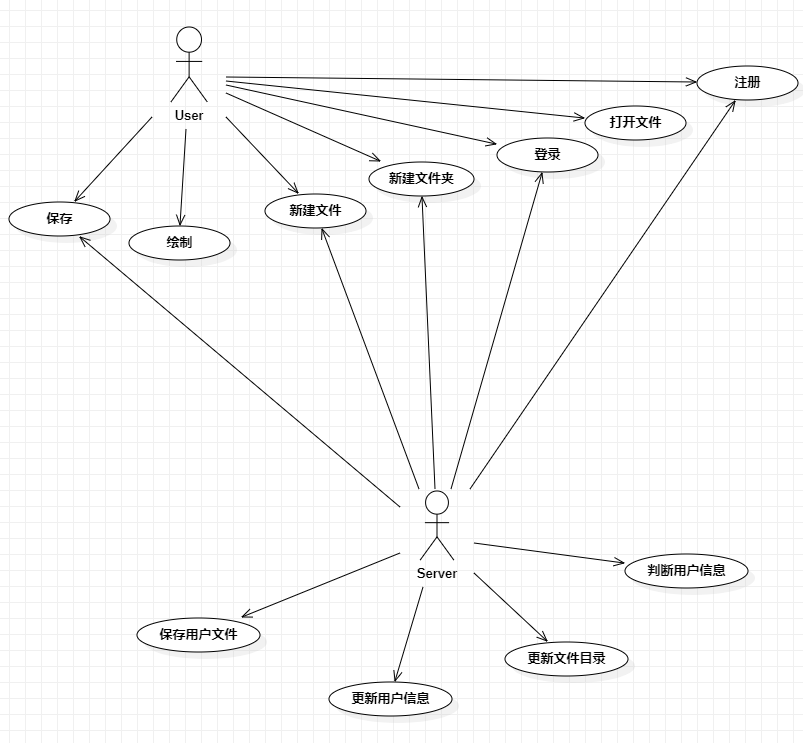 User
注册
打开文件
登录
新建文件夹
新建文件
保存
绘制
Server
判断用户信息
保存用户文件
更新文件目录
更新用户信息